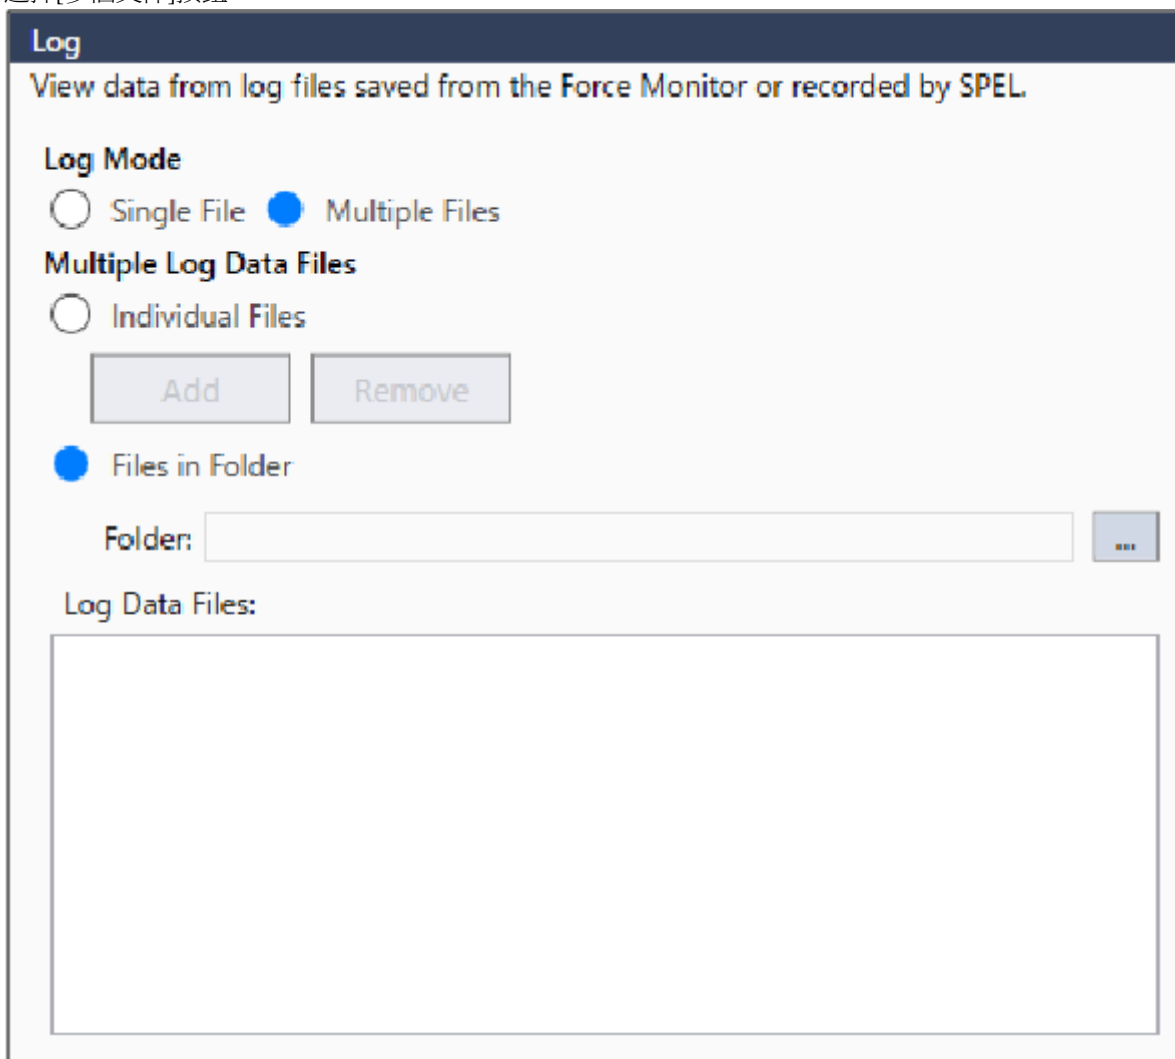 Log
View data from log files saved from the Force Monitor or recorded by SPEL.
Log Mode
Single File Multiple Files
Multiple Log Data Files
Individual Files
Add Remove
Files in Folder
Folder: ...
Log Data Files: